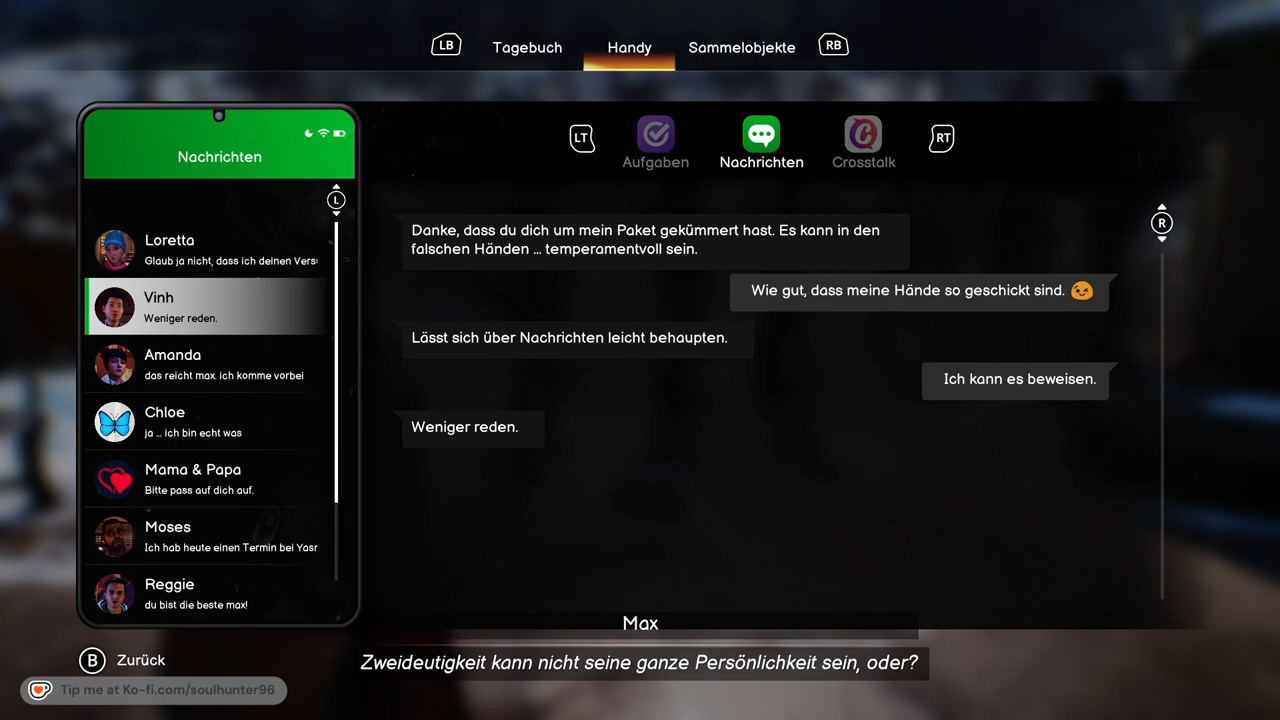 LB
Tagebuch
Handy
Sammelobjekte
RB
Nachrichten
L
Loretta
Glaub ja nicht, dass ich deinen Versu
Vinh
Weniger reden.
Amanda
das reicht max. ich komme vorbei
Chloe
ja ... ich bin echt was
Mama & Papa
Bitte pass auf dich auf.
Moses
Ich hab heute einen Termin bei Yasm
Reggie
du bist die beste max!
LT
Aufgaben
Nachrichten
Crosstalk
RT
R
Danke, dass du dich um mein Paket gekümmert hast. Es kann in den
falschen Händen ... temperamentvoll sein.
Wie gut, dass meine Hände so geschickt sind. 😉
Lässt sich über Nachrichten leicht behaupten.
Ich kann es beweisen.
Weniger reden.
Max
Zweideutigkeit kann nicht seine ganze Persönlichkeit sein, oder?
B Zurück
Tip me at Ko-fi.com/soulhunter96